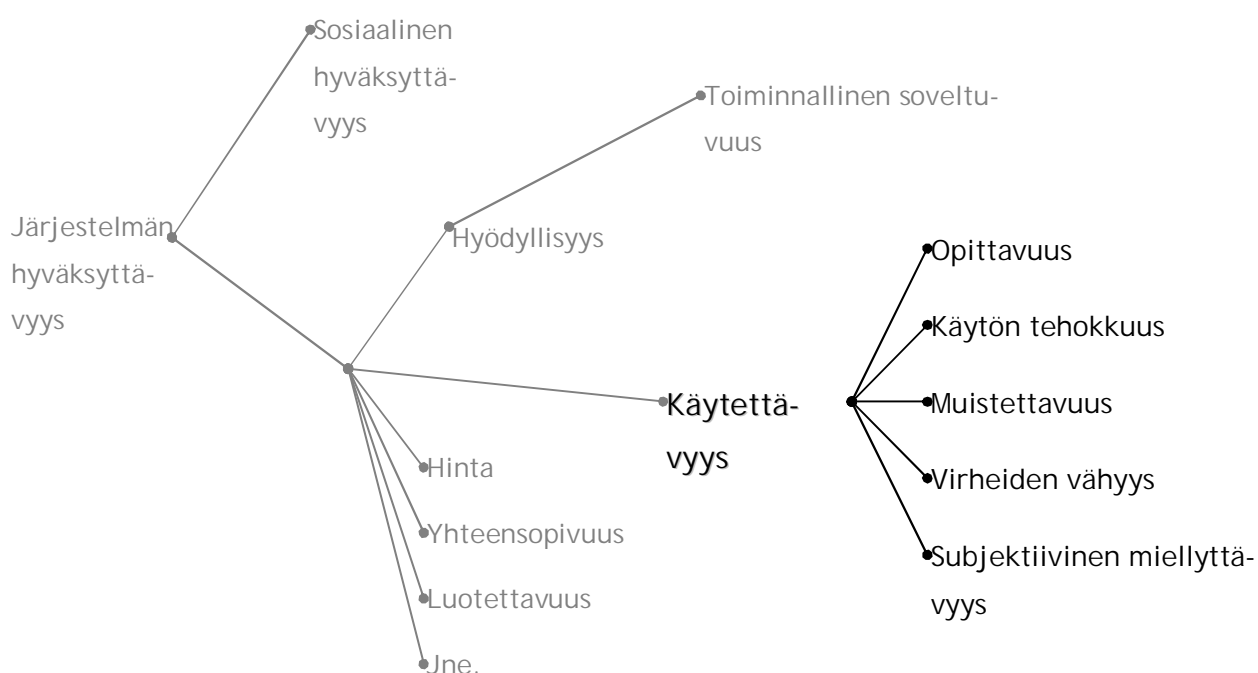 Sosiaalinen
hyväksyttä-
vyys
Toiminnallinen soveltu-
vuus
Järjestelmän
hyväksyttä-
vyys
Hyödyllisyys
Opittavuus
Käytön tehokkuus
Käytettä-
vyys
Muistettavuus
Hinta
Virheiden vähyys
Yhteensopivuus
Subjektiivinen miellyttä-
vyys
Luotettavuus
Jne.